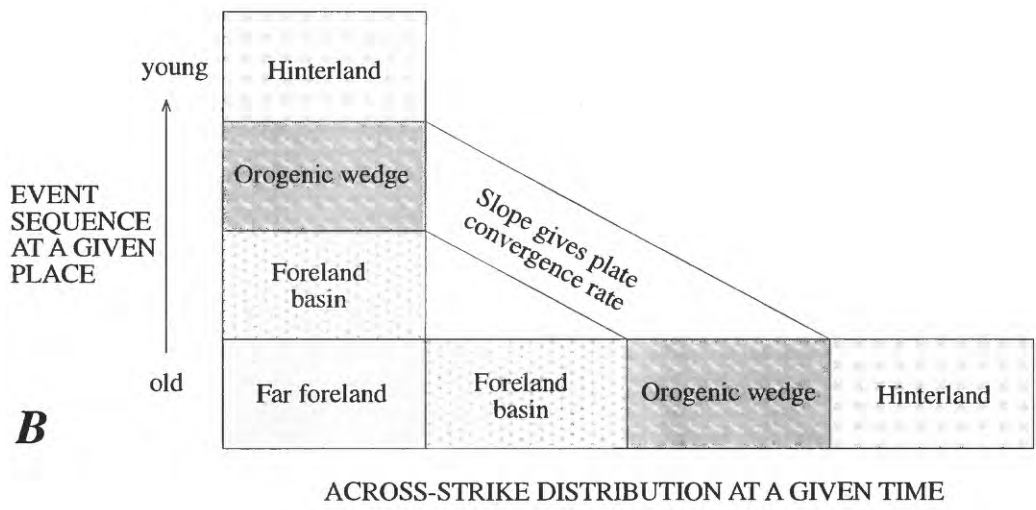 young
Hinterland
Orogenic wedge
EVENT
SEQUENCE
AT A GIVEN
PLACE
Slope gives plate
convergence rate
Foreland
basin
old
Far foreland
Foreland
basin
Orogenic wedge
Hinterland
B
ACROSS-STRIKE DISTRIBUTION AT A GIVEN TIME